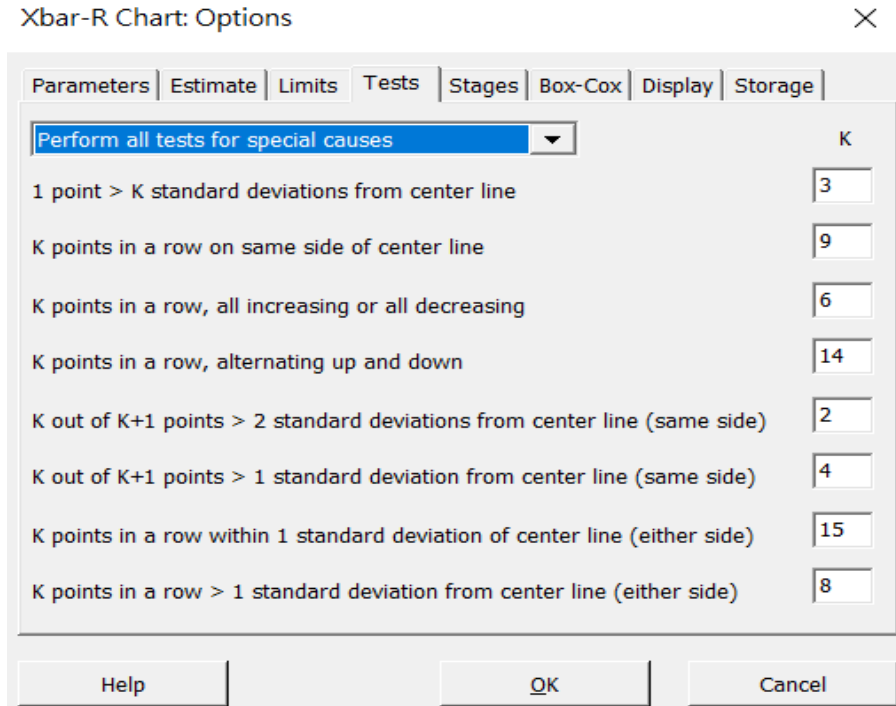 Xbar-R Chart: Options
Parameters Estimate Limits Tests Stages Box-Cox Display Storage
Perform all tests for special causes K
1 point > K standard deviations from center line 3
K points in a row on same side of center line 9
K points in a row, all increasing or all decreasing 6
K points in a row, alternating up and down 14
K out of K+1 points > 2 standard deviations from center line (same side) 2
K out of K+1 points > 1 standard deviation from center line (same side) 4
K points in a row within 1 standard deviation of center line (either side) 15
K points in a row > 1 standard deviation from center line (either side) 8
Help OK Cancel